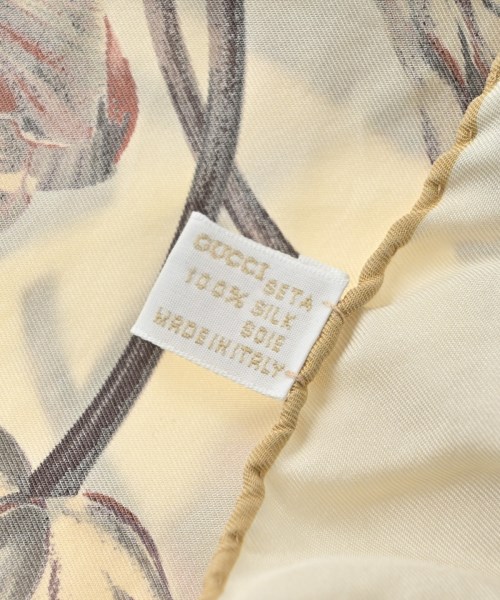 GUCCI
SETA
100% SILK
SOIE
MADE IN ITALY